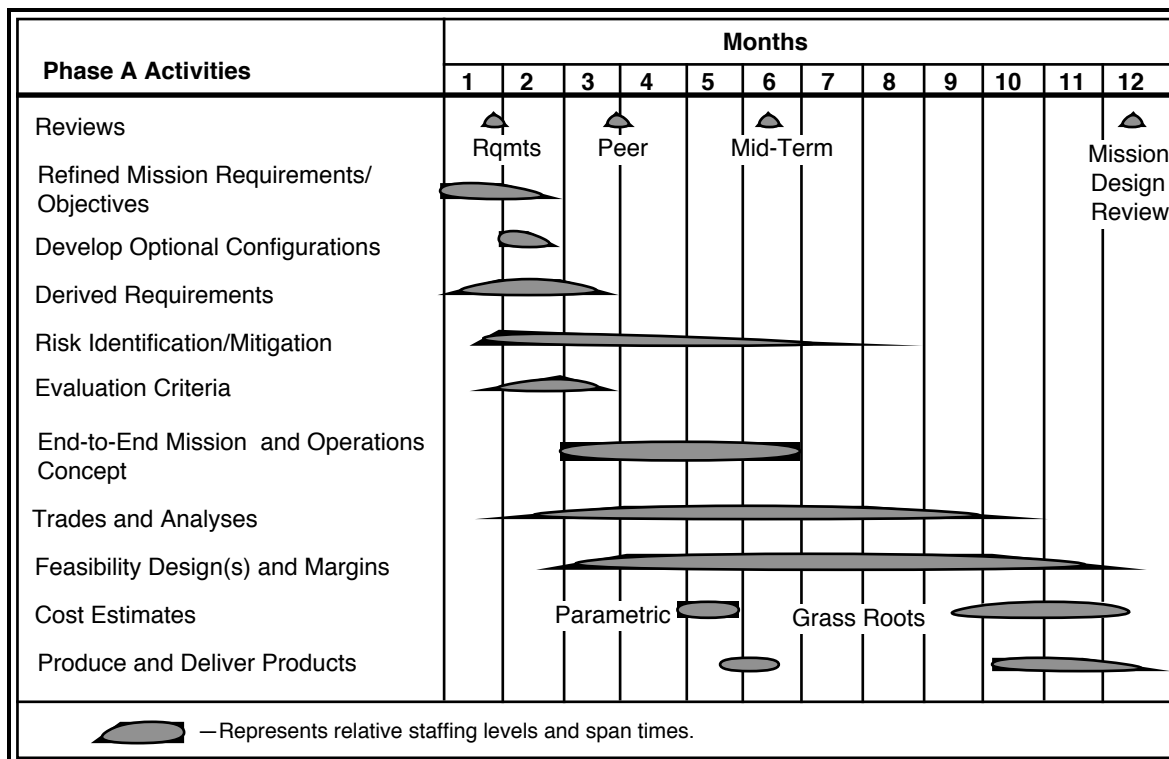 Months
Phase A Activities
1 2 3 4 5 6 7 8 9 10 11 12
Reviews
Rqmts Peer Mid-Term Mission
Design
Review
Refined Mission Requirements/
Objectives
Develop Optional Configurations
Derived Requirements
Risk Identification/Mitigation
Evaluation Criteria
End-to-End Mission and Operations
Concept
Trades and Analyses
Feasibility Design(s) and Margins
Cost Estimates Parametric Grass Roots
Produce and Deliver Products
—Represents relative staffing levels and span times.